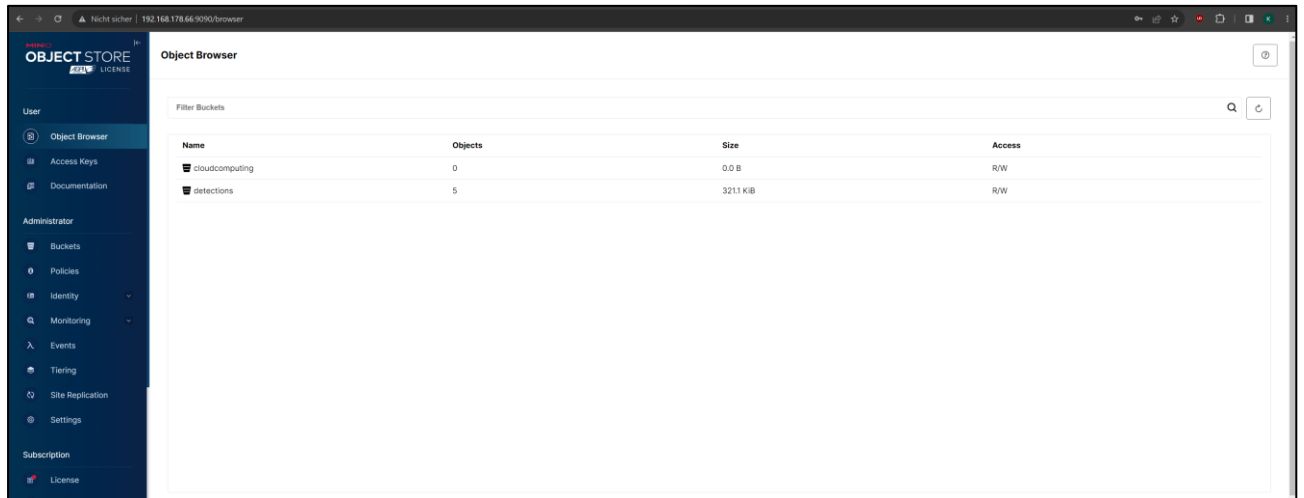 Nicht sicher | 192.168.178.66:9090/browser
K
MINIO
OBJECT STORE
LICENSE
Object Browser
User
Filter Buckets
Object Browser
Name Objects Size Access
Access Keys
cloudcomputing 0 0.0 B R/W
Documentation
detections 5 321.1 KiB R/W
Administrator
Buckets
Policies
Identity
Monitoring
Events
Tiering
Site Replication
Settings
Subscription
License